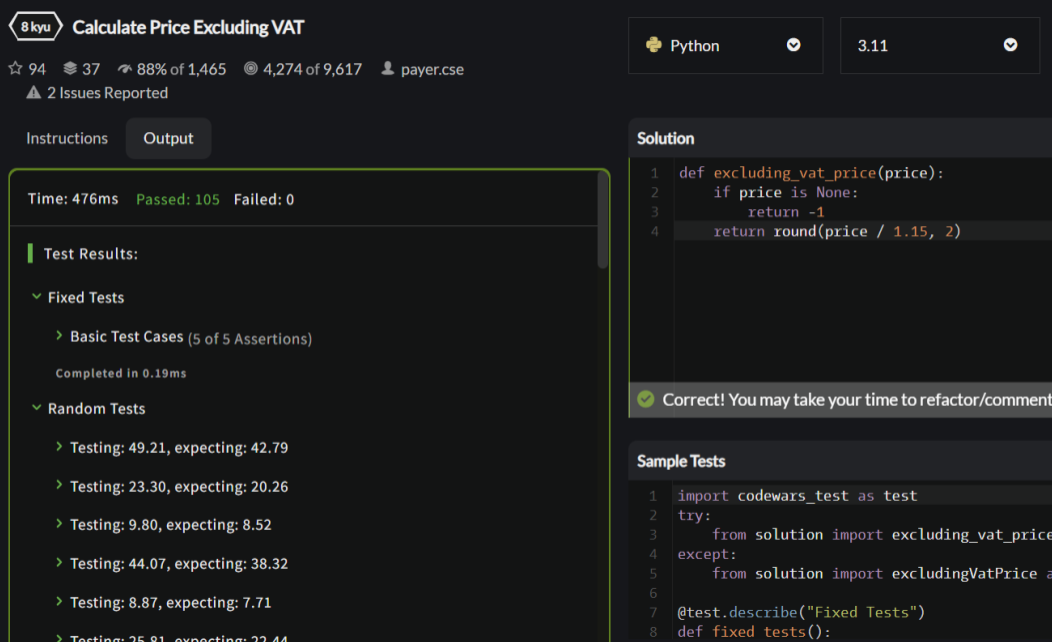 8 kyu Calculate Price Excluding VAT
94 37 88% of 1,465 4,274 of 9,617 payer.cse
2 Issues Reported
Instructions Output
Time: 476ms Passed: 105 Failed: 0
Test Results:
Fixed Tests
Basic Test Cases (5 of 5 Assertions)
Completed in 0.19ms
Random Tests
Testing: 49.21, expecting: 42.79
Testing: 23.30, expecting: 20.26
Testing: 9.80, expecting: 8.52
Testing: 44.07, expecting: 38.32
Testing: 8.87, expecting: 7.71
Testing: 25.81, expecting: 22.44
Python 3.11
Solution
1 def excluding_vat_price(price):
2 if price is None:
3 return -1
4 return round(price / 1.15, 2)
Correct! You may take your time to refactor/comment
Sample Tests
1 import codewars_test as test
2 try:
3 from solution import excluding_vat_price
4 except:
5 from solution import excludingVatPrice a
6
7 @test.describe("Fixed Tests")
8 def fixed_tests():